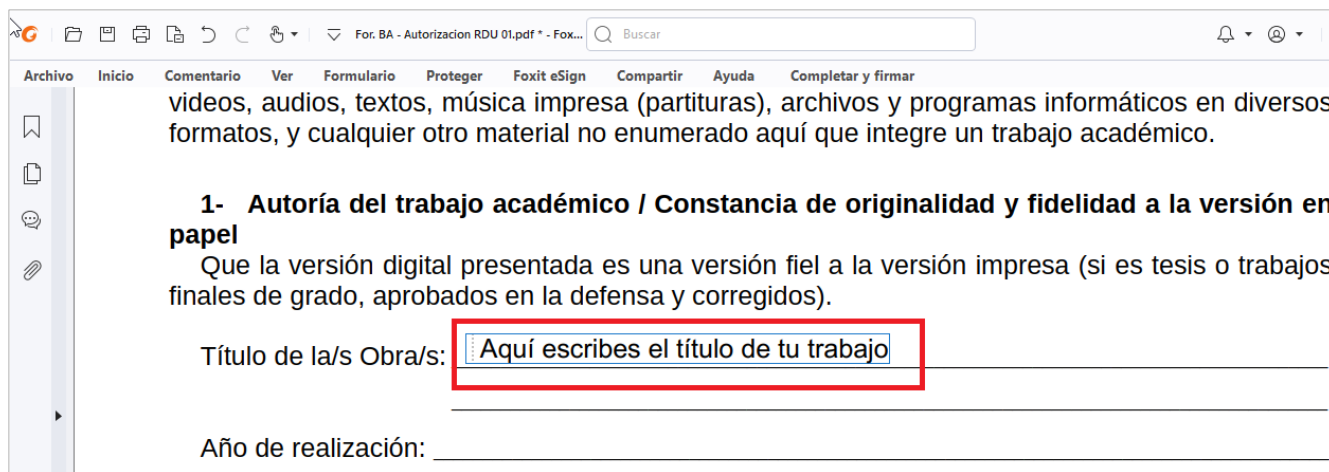 For. BA - Autorizacion RDU 01.pdf * - Fox... Buscar
Archivo Inicio Comentario Ver Formulario Proteger Foxit eSign Compartir Ayuda Completar y firmar
videos, audios, textos, música impresa (partituras), archivos y programas informáticos en diversos
formatos, y cualquier otro material no enumerado aquí que integre un trabajo académico.
1- Autoría del trabajo académico / Constancia de originalidad y fidelidad a la versión en
papel
Que la versión digital presentada es una versión fiel a la versión impresa (si es tesis o trabajos
finales de grado, aprobados en la defensa y corregidos).
Título de la/s Obra/s: Aquí escribes el título de tu trabajo
Año de realización: